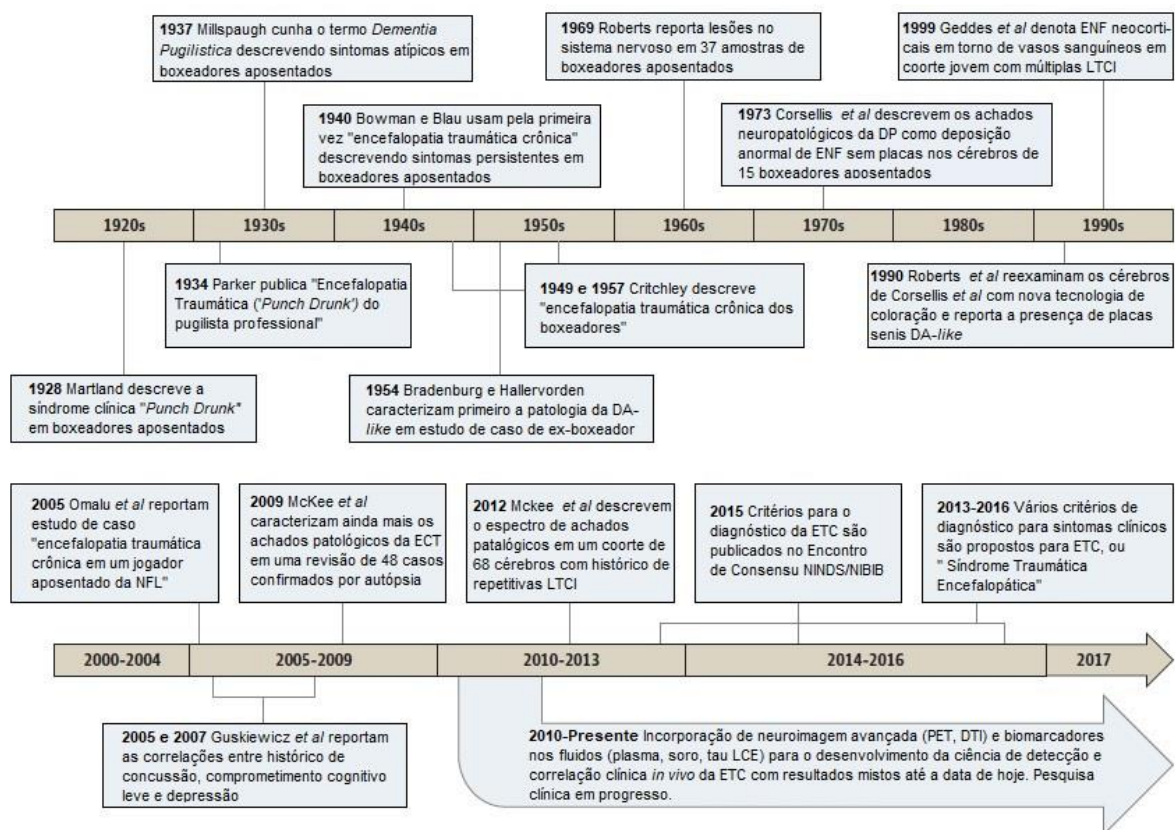 1937 Millspaugh cunha o termo Dementia
Pugilistica descrevendo sintomas atípicos em
boxeadores aposentados
1969 Roberts reporta lesões no
sistema nervoso em 37 amostras de
boxeadores aposentados
1999 Geddes et al denota ENF neocorti-
cais em torno de vasos sanguíneos em
coorte jovem com múltiplas LTCI
1940 Bowman e Blau usam pela primeira
vez "encefalopatia traumática crônica"
descrevendo sintomas persistentes em
boxeadores aposentados
1973 Corsellis et al descrevem os achados
neuropatológicos da DP como deposição
anormal de ENF sem placas nos cérebros de
15 boxeadores aposentados
1920s 1930s 1940s 1950s 1960s 1970s 1980s 1990s
1934 Parker publica "Encefalopatia
Traumática ('Punch Drunk') do
pugilista professional"
1949 e 1957 Critchley descreve
"encefalopatia traumática crônica dos
boxeadores"
1990 Roberts et al reexaminam os cérebros
de Corsellis et al com nova tecnologia de
coloração e reporta a presença de placas
senis DA-like
1928 Martland descreve a
síndrome clínica "Punch Drunk"
em boxeadores aposentados
1954 Bradenburg e Hallervorden
caracterizam primeiro a patologia da DA-
like em estudo de caso de ex-boxeador
2005 Omalu et al reportam
estudo de caso
"encefalopatia traumática
crônica em um jogador
aposentado da NFL"
2009 McKee et al
caracterizam ainda mais os
achados patológicos da ECT
em uma revisão de 48 casos
confirmados por autópsia
2012 Mckee et al descrevem
o espectro de achados
patalógicos em um coorte de
68 cérebros com histórico de
repetitivas LTCI
2015 Critérios para o
diagnóstico da ETC são
publicados no Encontro
de Consensu NINDS/NIBIB
2013-2016 Vários critérios de
diagnóstico para sintomas clínicos
são propostos para ETC, ou
" Síndrome Traumática
Encefalopática"
2000-2004 2005-2009 2010-2013 2014-2016 2017
2005 e 2007 Guskiewicz et al reportam
as correlações entre histórico de
concussão, comprometimento cognitivo
leve e depressão
2010-Presente Incorporação de neuroimagem avançada (PET, DTI) e biomarcadores
nos fluidos (plasma, soro, tau LCE) para o desenvolvimento da ciência de detecção e
correlação clínica in vivo da ETC com resultados mistos até a data de hoje. Pesquisa
clínica em progresso.